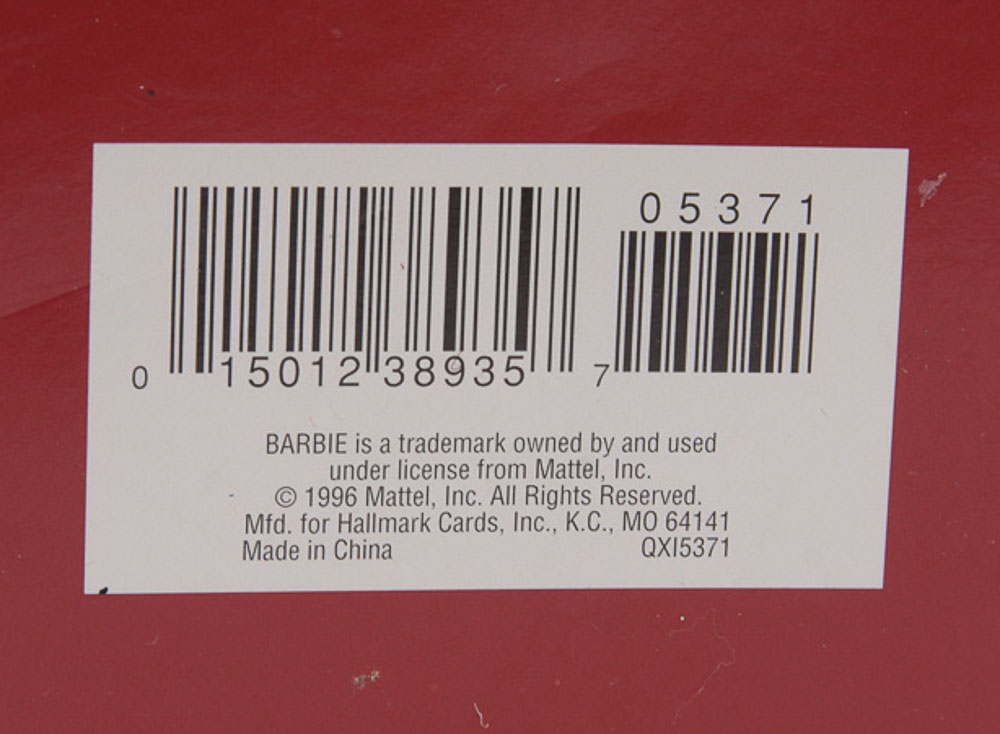 05371
0 15012 38935 7
BARBIE is a trademark owned by and used
under license from Mattel, Inc.
© 1996 Mattel, Inc. All Rights Reserved.
Mfd. for Hallmark Cards, Inc., K.C., MO 64141
Made in China QXI5371